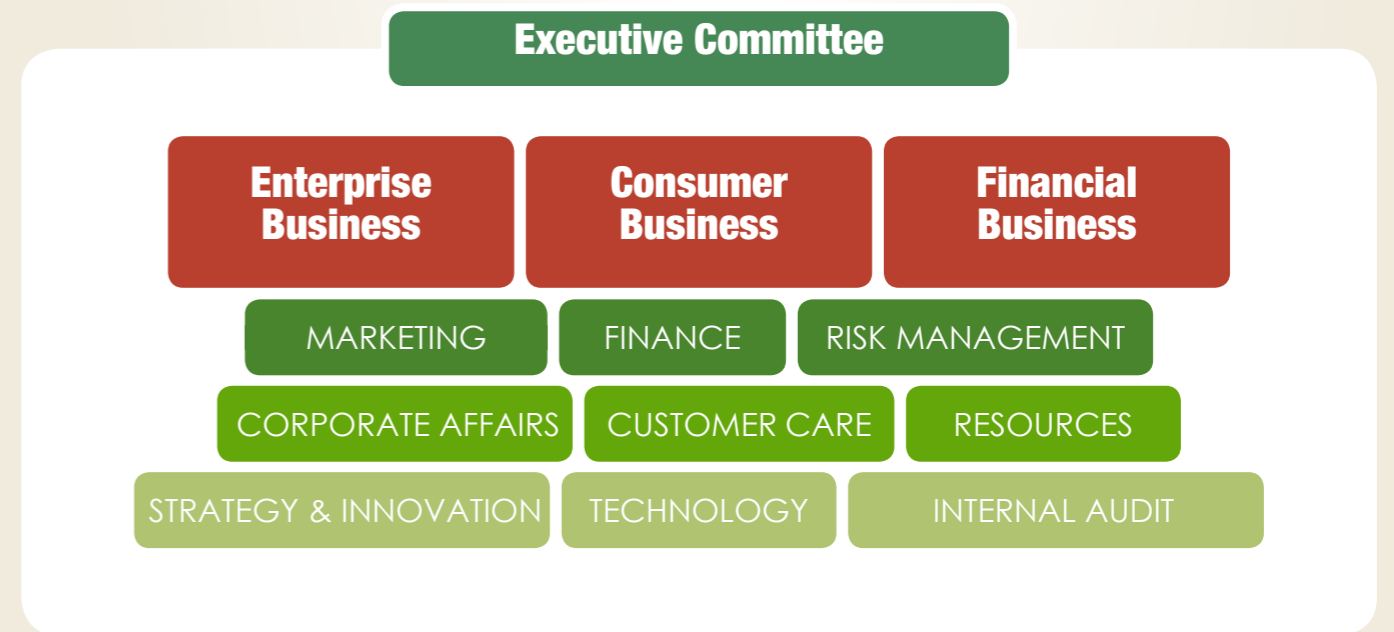 Executive Committee
Enterprise
Business
Consumer
Business
Financial
Business
MARKETING
FINANCE
RISK MANAGEMENT
CORPORATE AFFAIRS
CUSTOMER CARE
RESOURCES
STRATEGY & INNOVATION
TECHNOLOGY
INTERNAL AUDIT